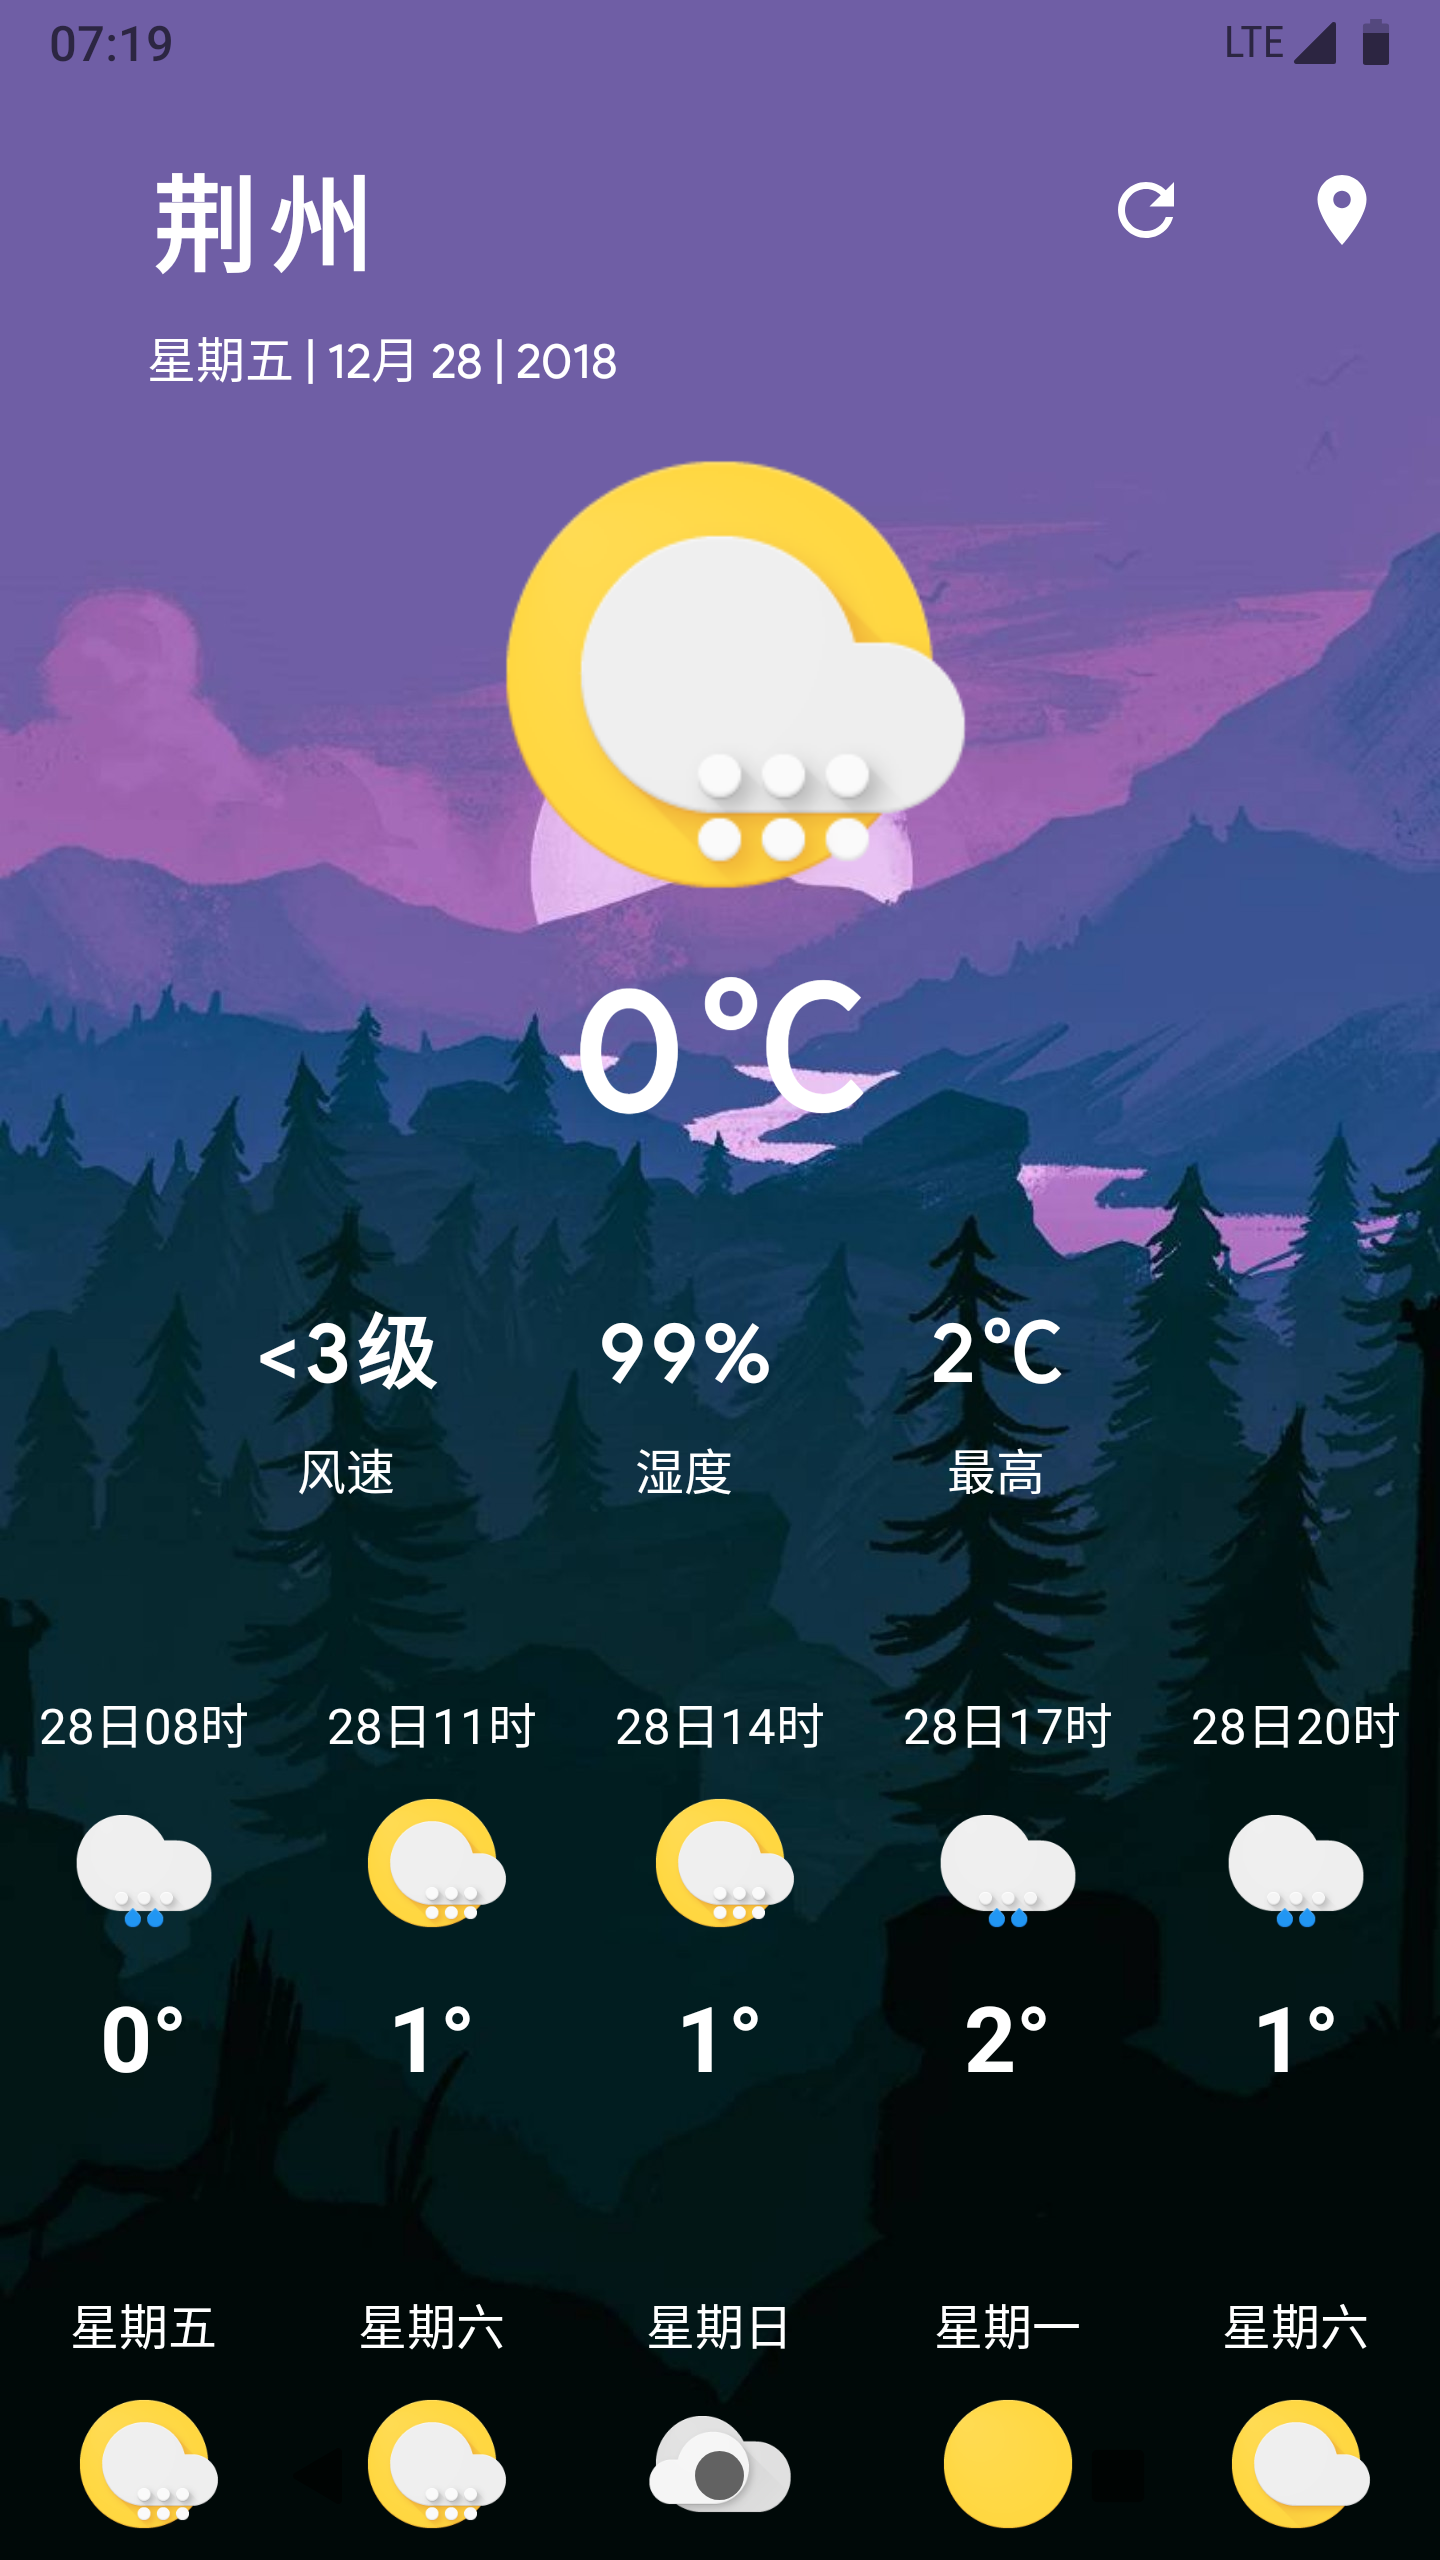 07:19 LTE
荆州
星期五 | 12月 28 | 2018
0°C
<3级 99% 2°C
风速 湿度 最高
28日08时 28日11时 28日14时 28日17时 28日20时
0° 1° 1° 2° 1°
星期五 星期六 星期日 星期一 星期六